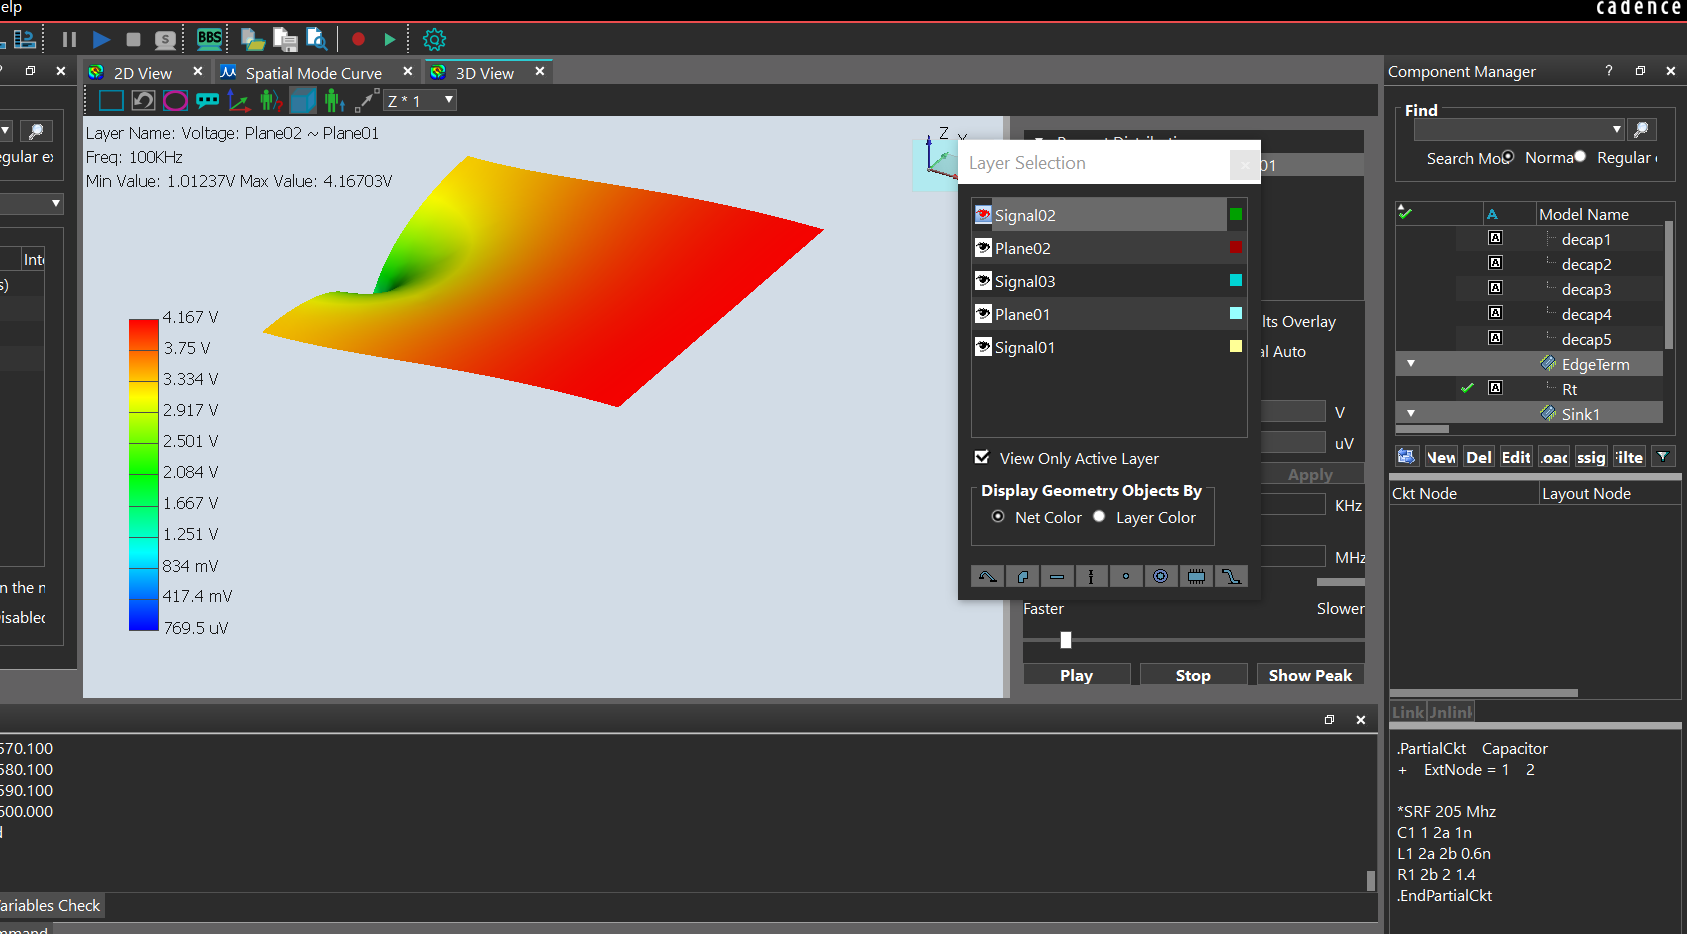 elp
cadence
BBS
2D View
Spatial Mode Curve
3D View
Z * 1
Layer Name: Voltage: Plane02 ~ Plane01
Freq: 100KHz
Min Value: 1.01237V Max Value: 4.16703V
Z
4.167 V
3.75 V
3.334 V
2.917 V
2.501 V
2.084 V
1.667 V
1.251 V
834 mV
417.4 mV
769.5 uV
egular ex
Inte
s)
n the n
isabled
Layer Selection
Signal02
Plane02
Signal03
Plane01
Signal01
View Only Active Layer
Display Geometry Objects By
Net Color
Layer Color
01
lts Overlay
al Auto
V
uV
Apply
KHz
MHz
Faster
Slower
Play
Stop
Show Peak
Component Manager
?
Find
Search Mo
Norma
Regular
A
Model Name
A
decap1
A
decap2
A
decap3
A
decap4
A
decap5
EdgeTerm
A
Rt
Sink1
New
Del
Edit
.oac
ssig
ilte
Ckt Node
Layout Node
Link
Jnlink
.PartialCkt Capacitor
+ ExtNode = 1 2
*SRF 205 Mhz
C1 1 2a 1n
L1 2a 2b 0.6n
R1 2b 2 1.4
.EndPartialCkt
570.100
580.100
590.100
600.000
d
ariables Check
mmand